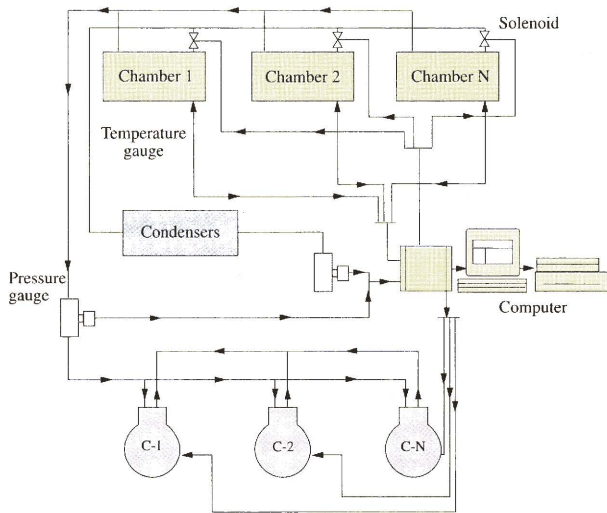 Solenoid
Chamber 1
Chamber 2
Chamber N
Temperature
gauge
Condensers
Pressure
gauge
Computer
C-1
C-2
C-N